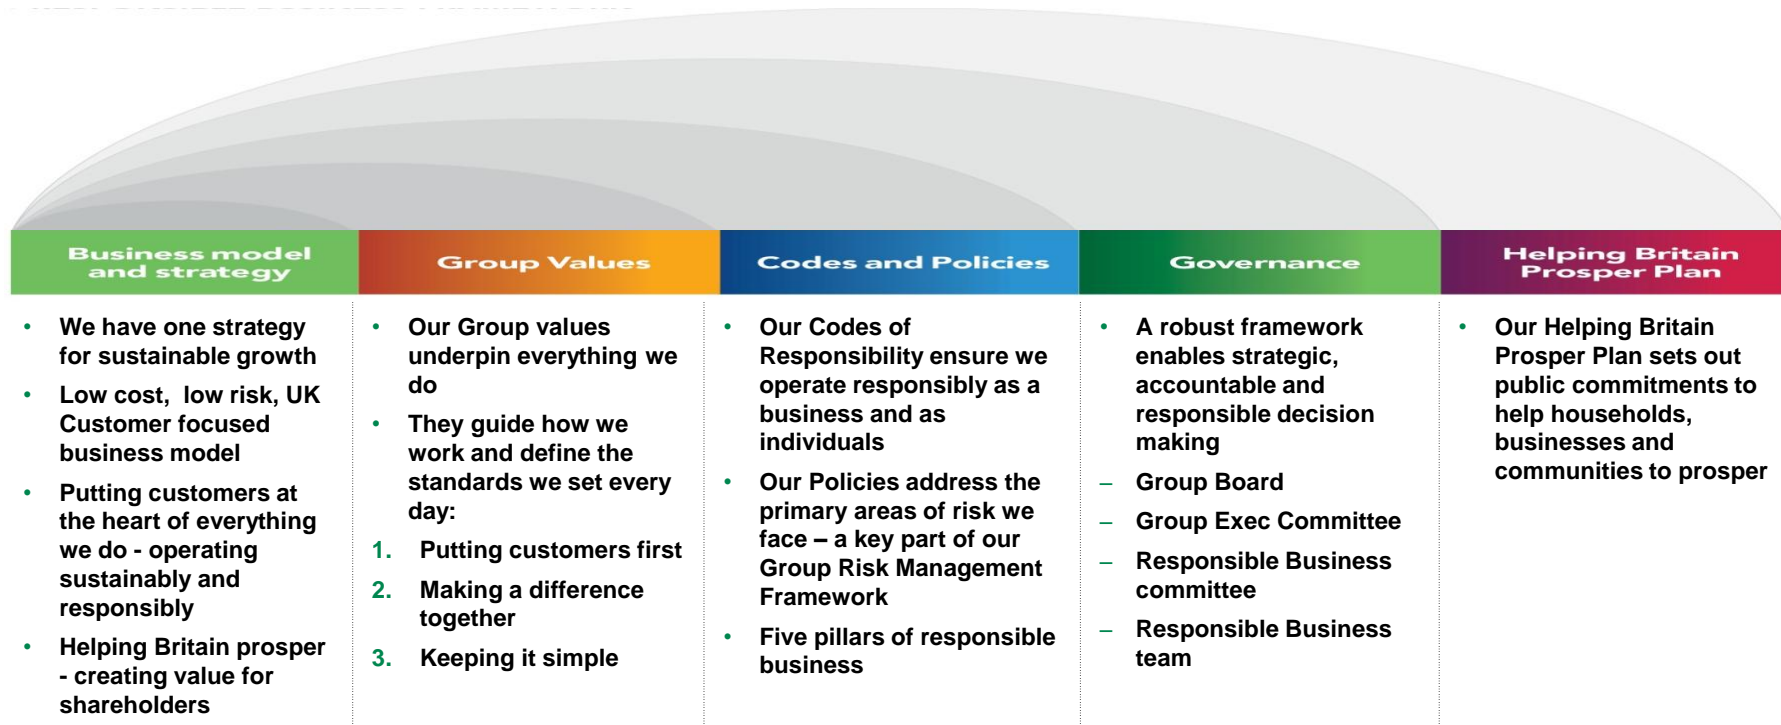 Business model
and strategy
Group Values
Codes and Policies
Governance
Helping Britain
Prosper Plan
• We have one strategy
for sustainable growth
• Low cost,  low risk, UK
Customer focused
business model
• Putting customers at
the heart of everything
we do - operating
sustainably and
responsibly
• Helping Britain prosper
- creating value for
shareholders
• Our Group values
underpin everything we
do
• They guide how we
work and define the
standards we set every
day:
1. Putting customers first
2. Making a difference
together
3. Keeping it simple
• Our Codes of
Responsibility ensure we
operate responsibly as a
business and as
individuals
• Our Policies address the
primary areas of risk we
face – a key part of our
Group Risk Management
Framework
• Five pillars of responsible
business
• A robust framework
enables strategic,
accountable and
responsible decision
making
– Group Board
– Group Exec Committee
– Responsible Business
committee
– Responsible Business
team
• Our Helping Britain
Prosper Plan sets out
public commitments to
help households,
businesses and
communities to prosper